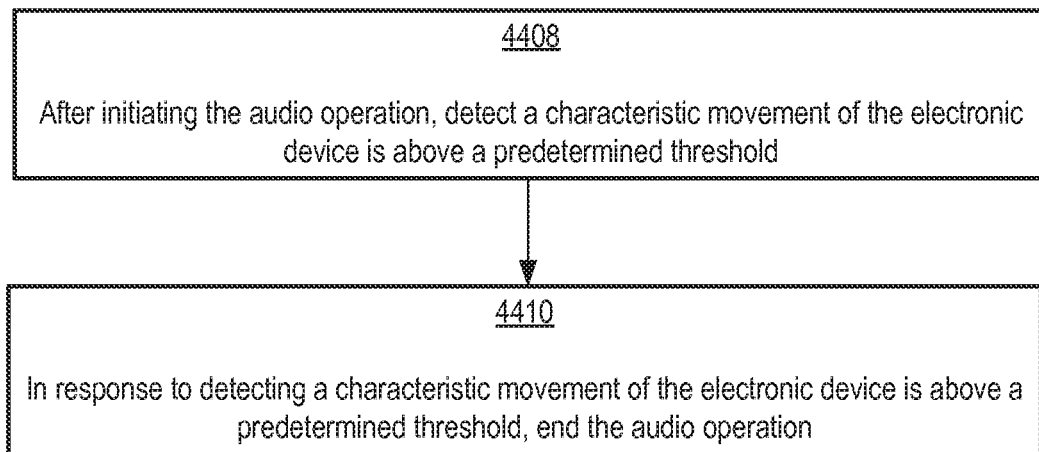 4408
After initiating the audio operation, detect a characteristic movement of the electronic
device is above a predetermined threshold
4410
In response to detecting a characteristic movement of the electronic device is above a
predetermined threshold, end the audio operation